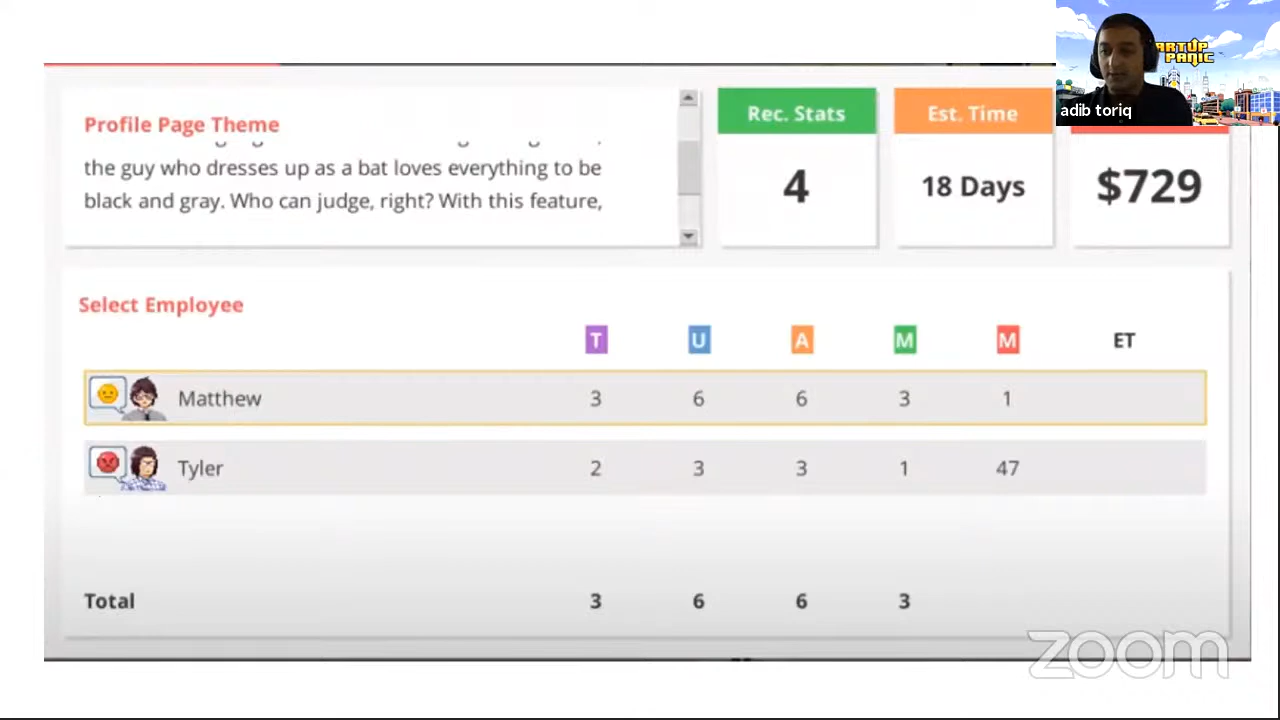 adib toriq
Profile Page Theme
the guy who dresses up as a bat loves everything to be
black and gray. Who can judge, right? With this feature,
Rec. Stats
4
Est. Time
18 Days
$729
Select Employee
T U A M M ET
Matthew 3 6 6 3 1
Tyler 2 3 3 1 47
Total 3 6 6 3
zoom